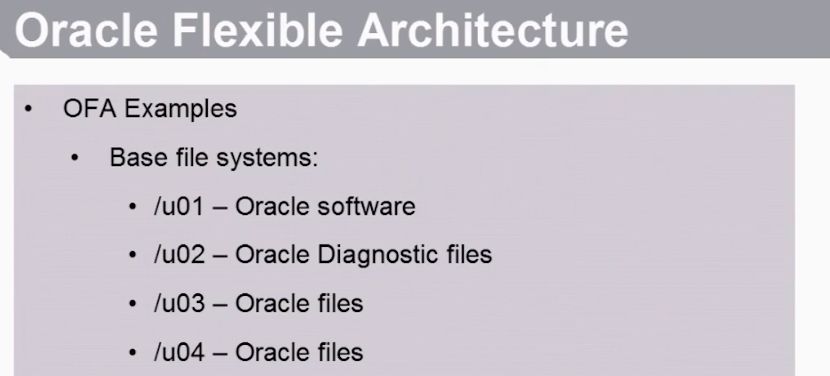 Oracle Flexible Architecture
• OFA Examples
• Base file systems:
• /u01 – Oracle software
• /u02 – Oracle Diagnostic files
• /u03 – Oracle files
• /u04 – Oracle files